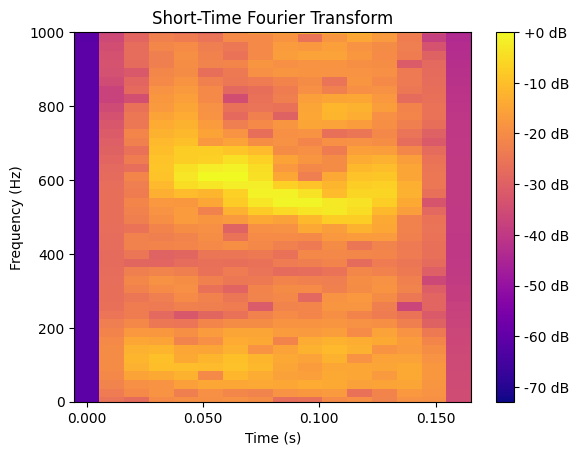 Short-Time Fourier Transform
Frequency (Hz)
1000
800
600
400
200
0
0.000
0.050
0.100
0.150
Time (s)
+0 dB
-10 dB
-20 dB
-30 dB
-40 dB
-50 dB
-60 dB
-70 dB